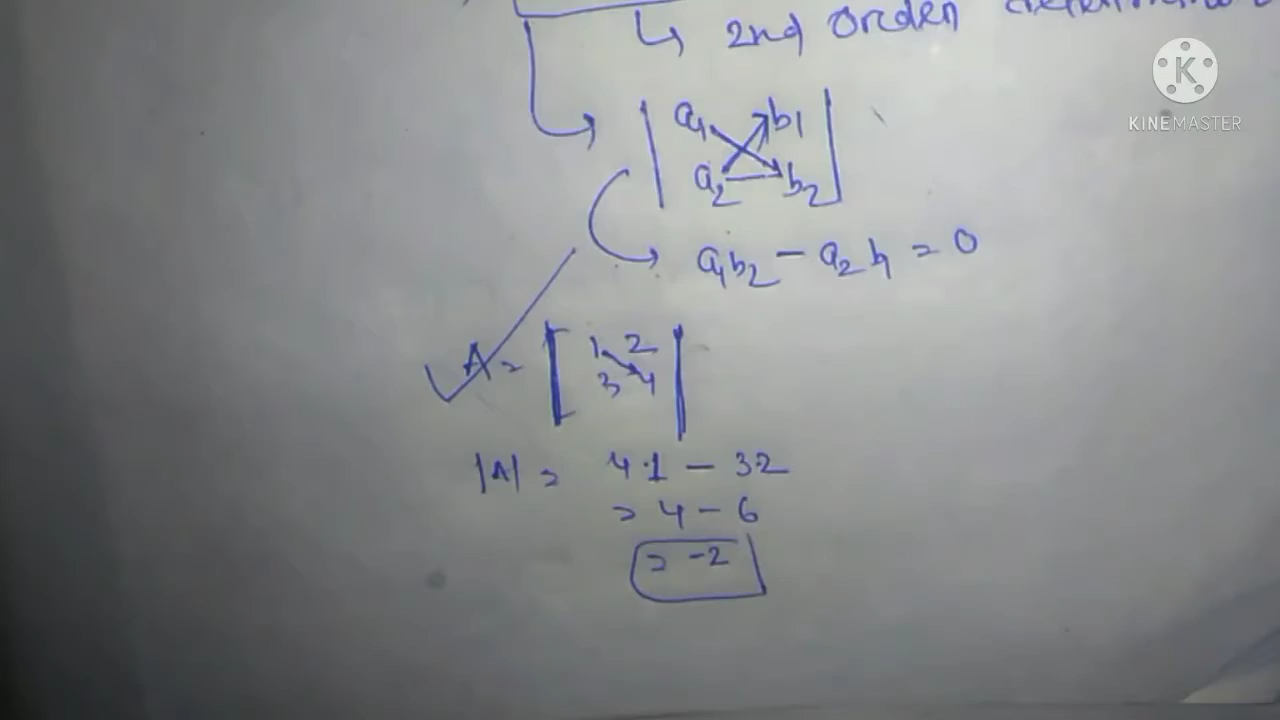 ↳ 2nd Orden
a1 b1
a2 b2
a1b2 - a2b1 = 0
A = [ 1 2
3 4 |
|A| = 4.1 - 3.2
= 4 - 6
= -2
K
KINEMASTER